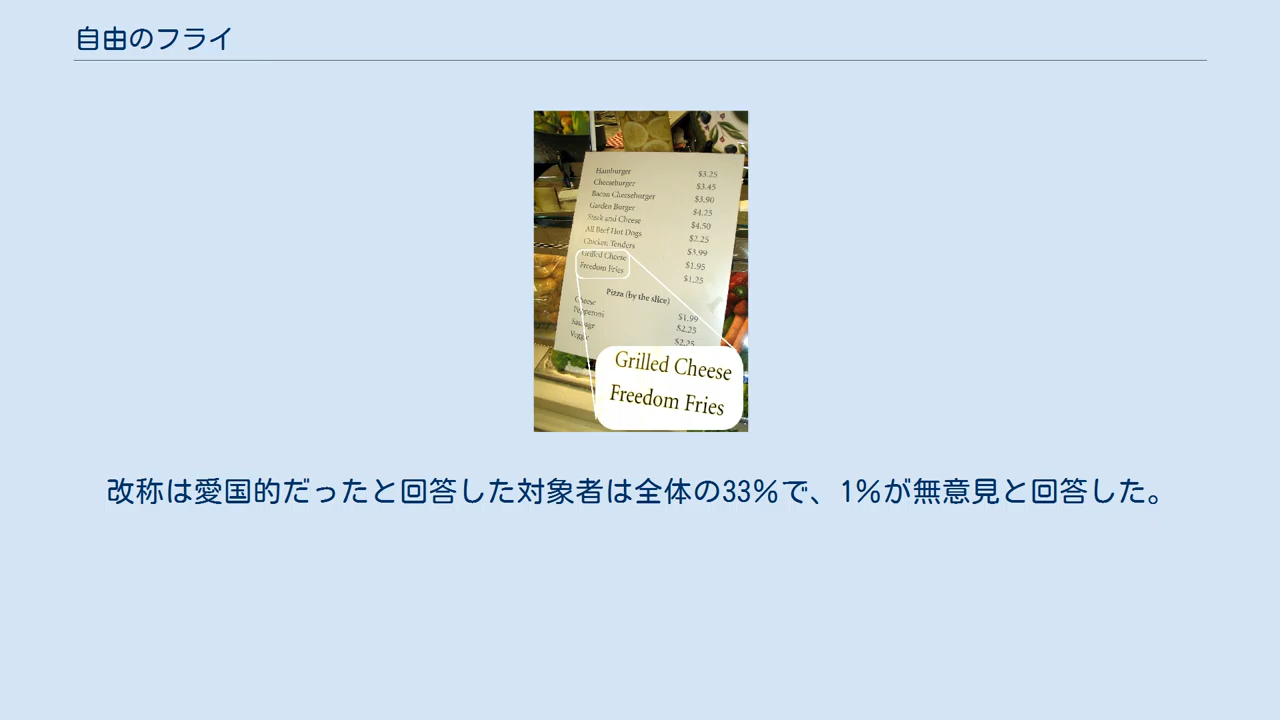 自由のフライ
Hamburger $3.25
Cheeseburger $3.45
Bacon Cheeseburger $3.90
Garden Burger $4.25
Steak and Cheese $4.50
All Beef Hot Dogs $2.25
Chicken Tenders $3.99
Grilled Cheese $1.95
Freedom Fries $1.25
Pizza (by the slice)
Cheese $1.99
Pepperoni $2.25
Sausage $2.25
Veggie
Grilled Cheese
Freedom Fries
改称は愛国的だったと回答した対象者は全体の33%で、1%が無意見と回答した。